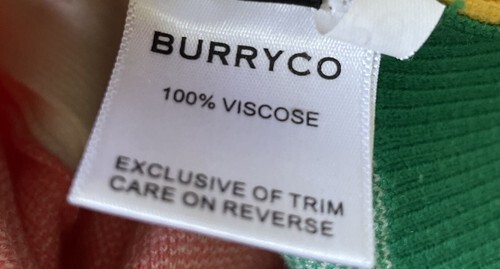 BURRYCO
100% VISCOSE
EXCLUSIVE OF TRIM
CARE ON REVERSE